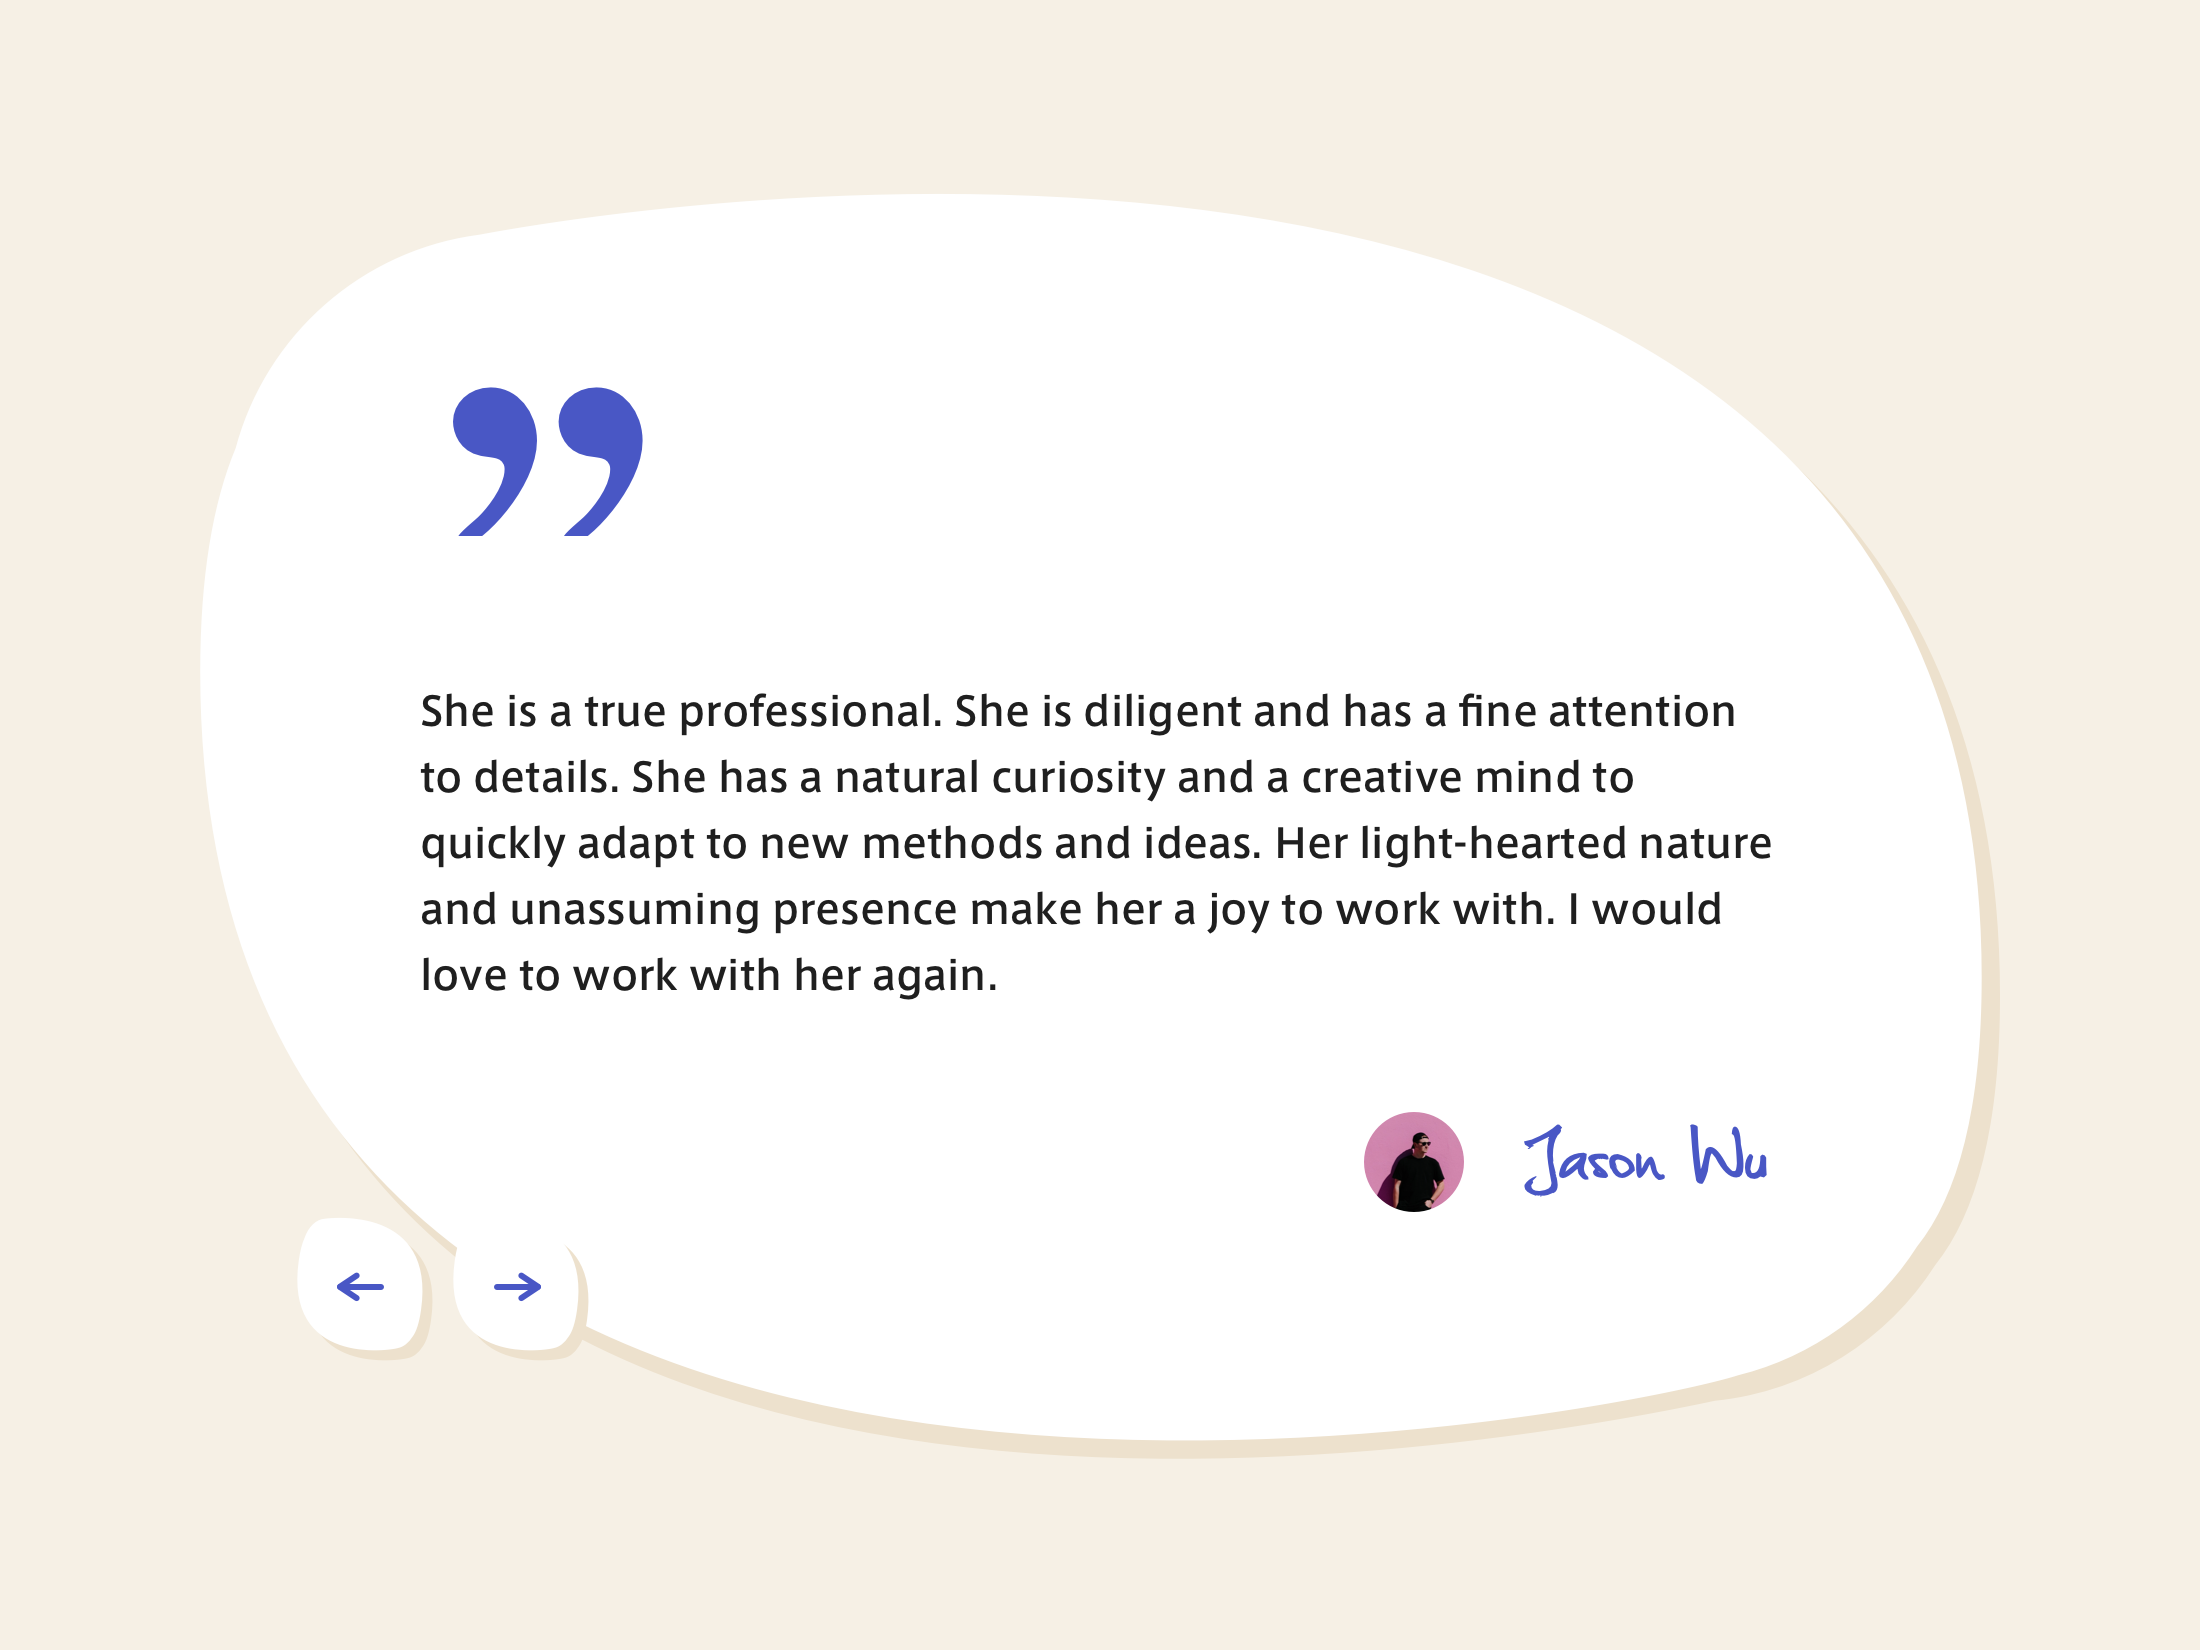 ”
She is a true professional. She is diligent and has a fine attention
to details. She has a natural curiosity and a creative mind to
quickly adapt to new methods and ideas. Her light-hearted nature
and unassuming presence make her a joy to work with. I would
love to work with her again.
Jason Wu